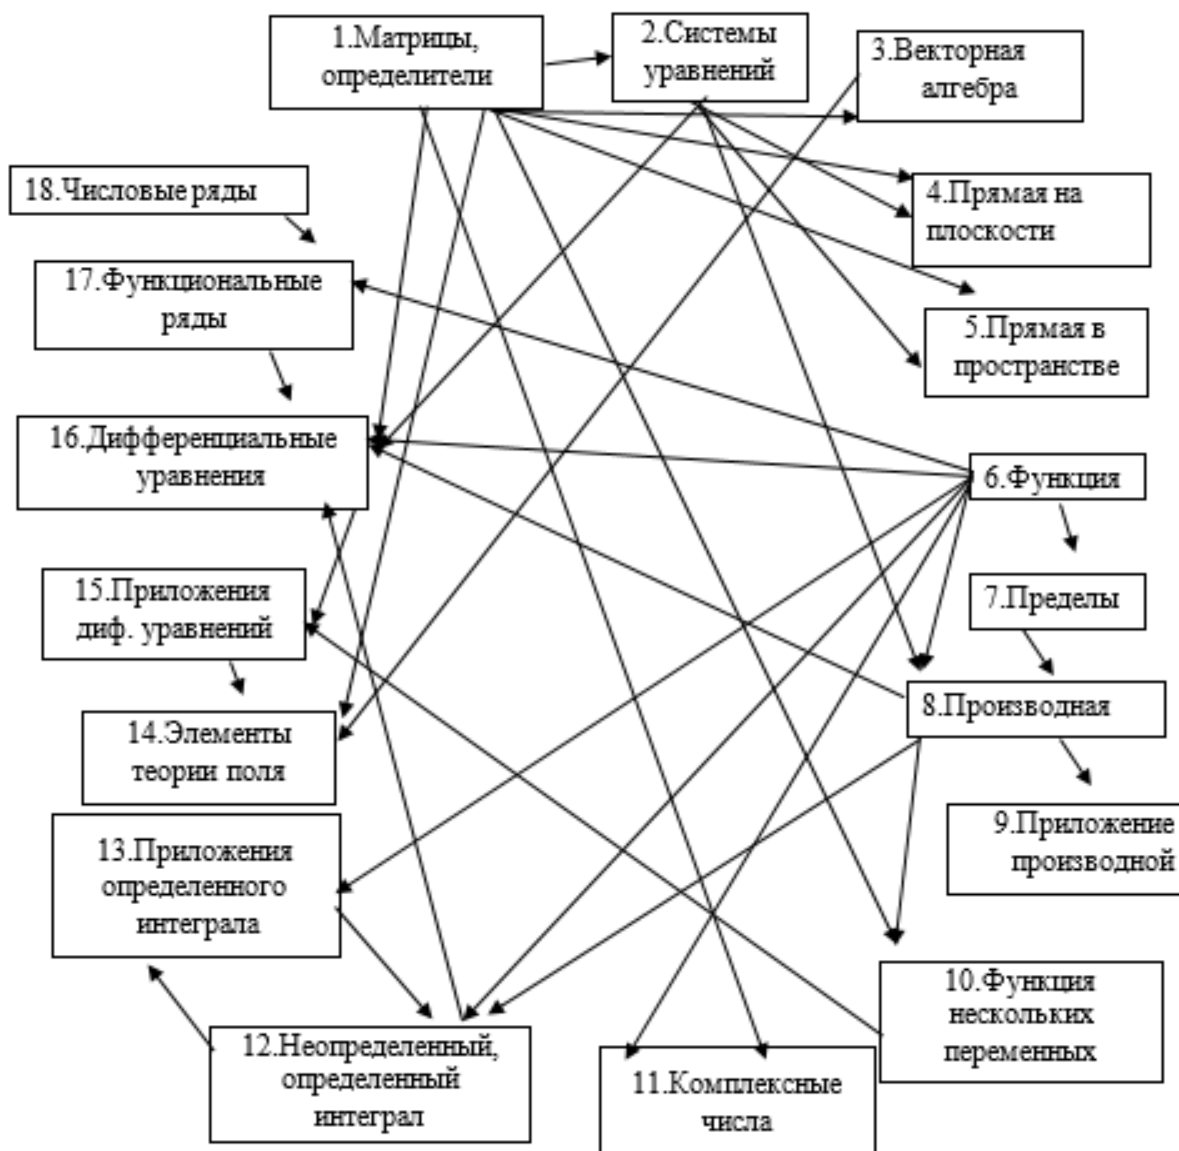 1.Матрицы,
определители
2.Системы
уравнений
3.Векторная
алгебра
4.Прямая на
плоскости
5.Прямая в
пространстве
6.Функция
7.Пределы
8.Производная
9.Приложение
производной
10.Функция
нескольких
переменных
11.Комплексные
числа
12.Неопределенный,
определенный
интеграл
13.Приложения
определенного
интеграла
14.Элементы
теории поля
15.Приложения
диф. уравнений
16.Дифференциальные
уравнения
17.Функциональные
ряды
18.Числовые ряды